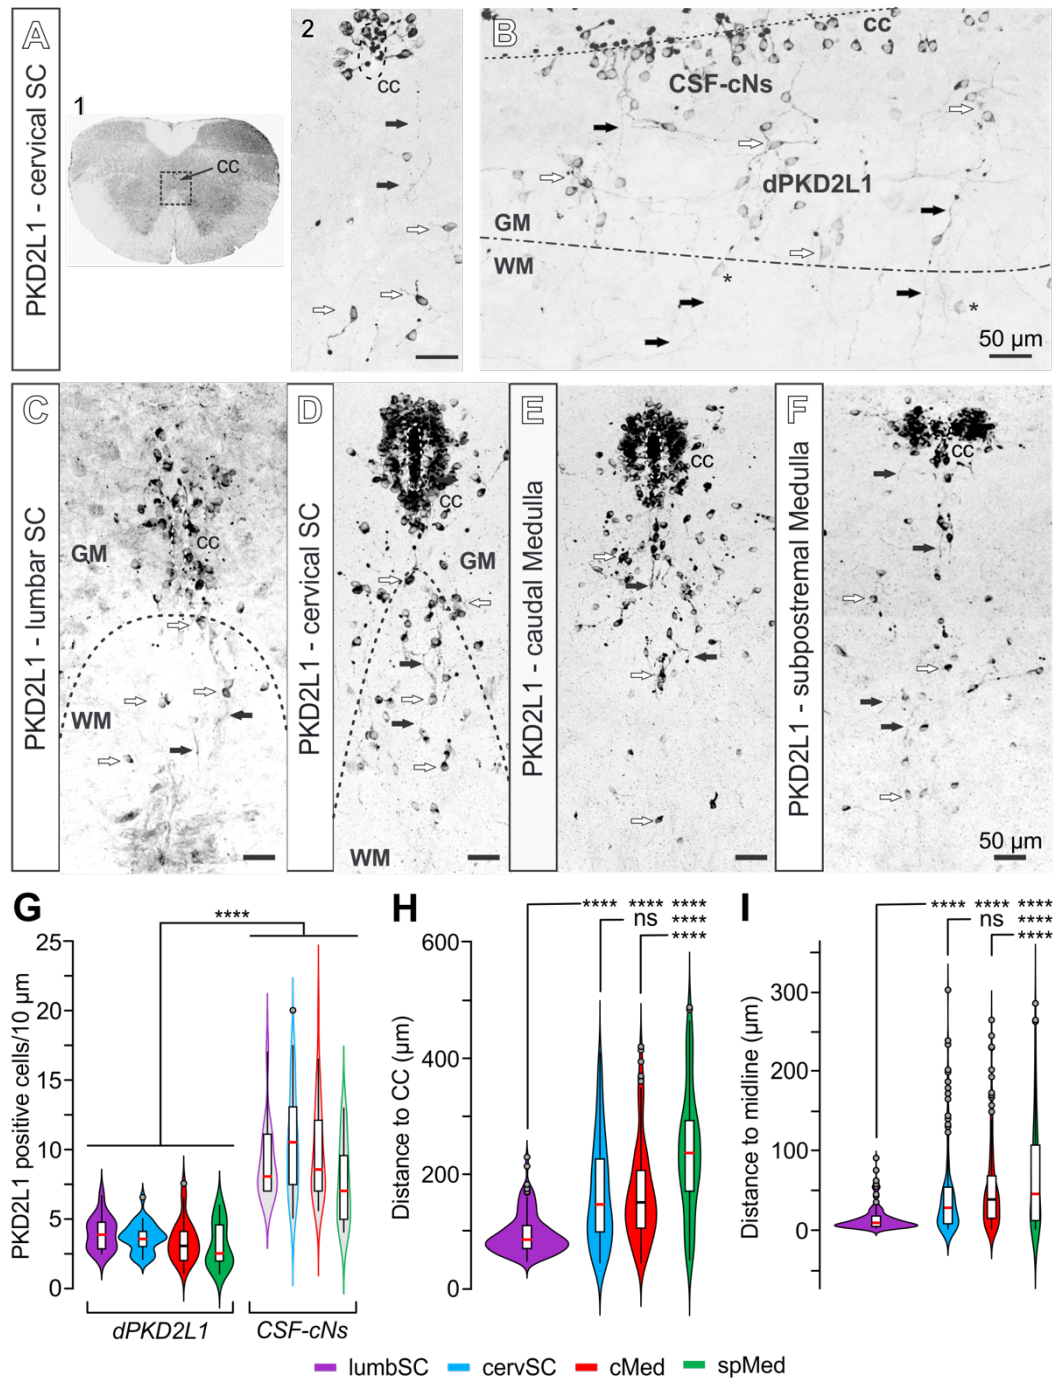 A
PKD2L1 - cervical SC
1
CC
2
CC
B
CC
CSF-cNs
dPKD2L1
GM
WM
*
*
50 µm
C
PKD2L1 - lumbar SC
GM
CC
WM
D
PKD2L1 - cervical SC
CC
GM
WM
E
PKD2L1 - caudal Medulla
CC
F
PKD2L1 - subpostremal Medulla
CC
50 µm
G
****
PKD2L1 positive cells/10 µm
25
20
15
10
5
0
dPKD2L1
CSF-cNs
H
**** **** ****
ns ****
****
Distance to CC (µm)
600
400
200
0
I
**** **** ****
ns ****
****
Distance to midline (µm)
300
200
100
0
lumbSC cervSC cMed spMed